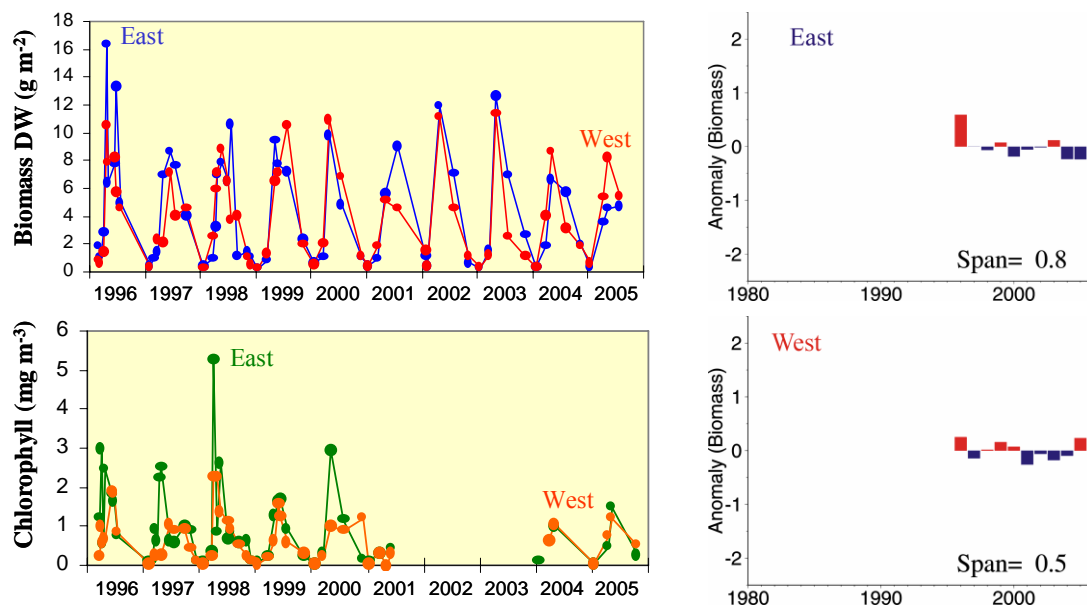 Biomass DW (g m-2)
18
16
14
12
10
8
6
4
2
0
East
West
1996 1997 1998 1999 2000 2001 2002 2003 2004 2005
Anomaly (Biomass)
2
1
0
-1
-2
East
Span= 0.8
1980 1990 2000
Chlorophyll (mg m-3)
6
5
4
3
2
1
0
East
West
1996 1997 1998 1999 2000 2001 2002 2003 2004 2005
Anomaly (Biomass)
2
1
0
-1
-2
West
Span= 0.5
1980 1990 2000